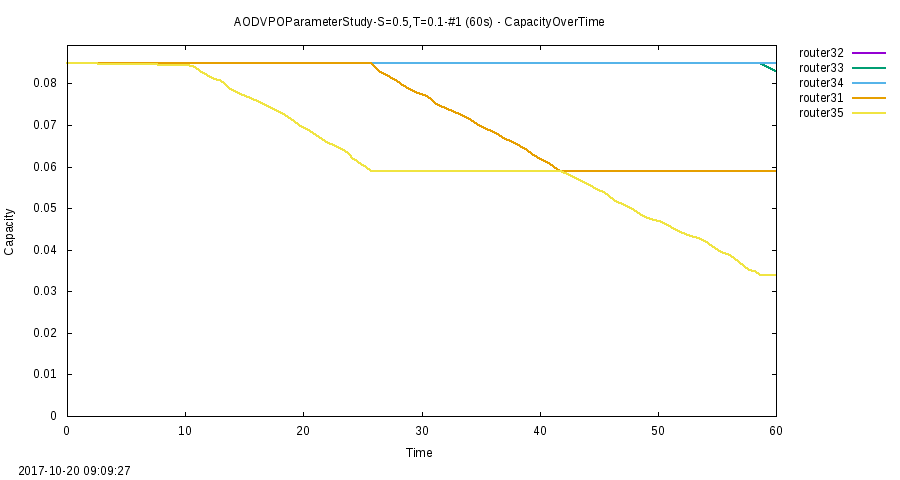 AODVPOParameterStudy-S=0.5,T=0.1-#1 (60s) - CapacityOverTime
router32
router33
router34
router31
router35
0.08
0.07
0.06
0.05
0.04
0.03
0.02
0.01
0
Capacity
0 10 20 30 40 50 60
Time
2017-10-20 09:09:27